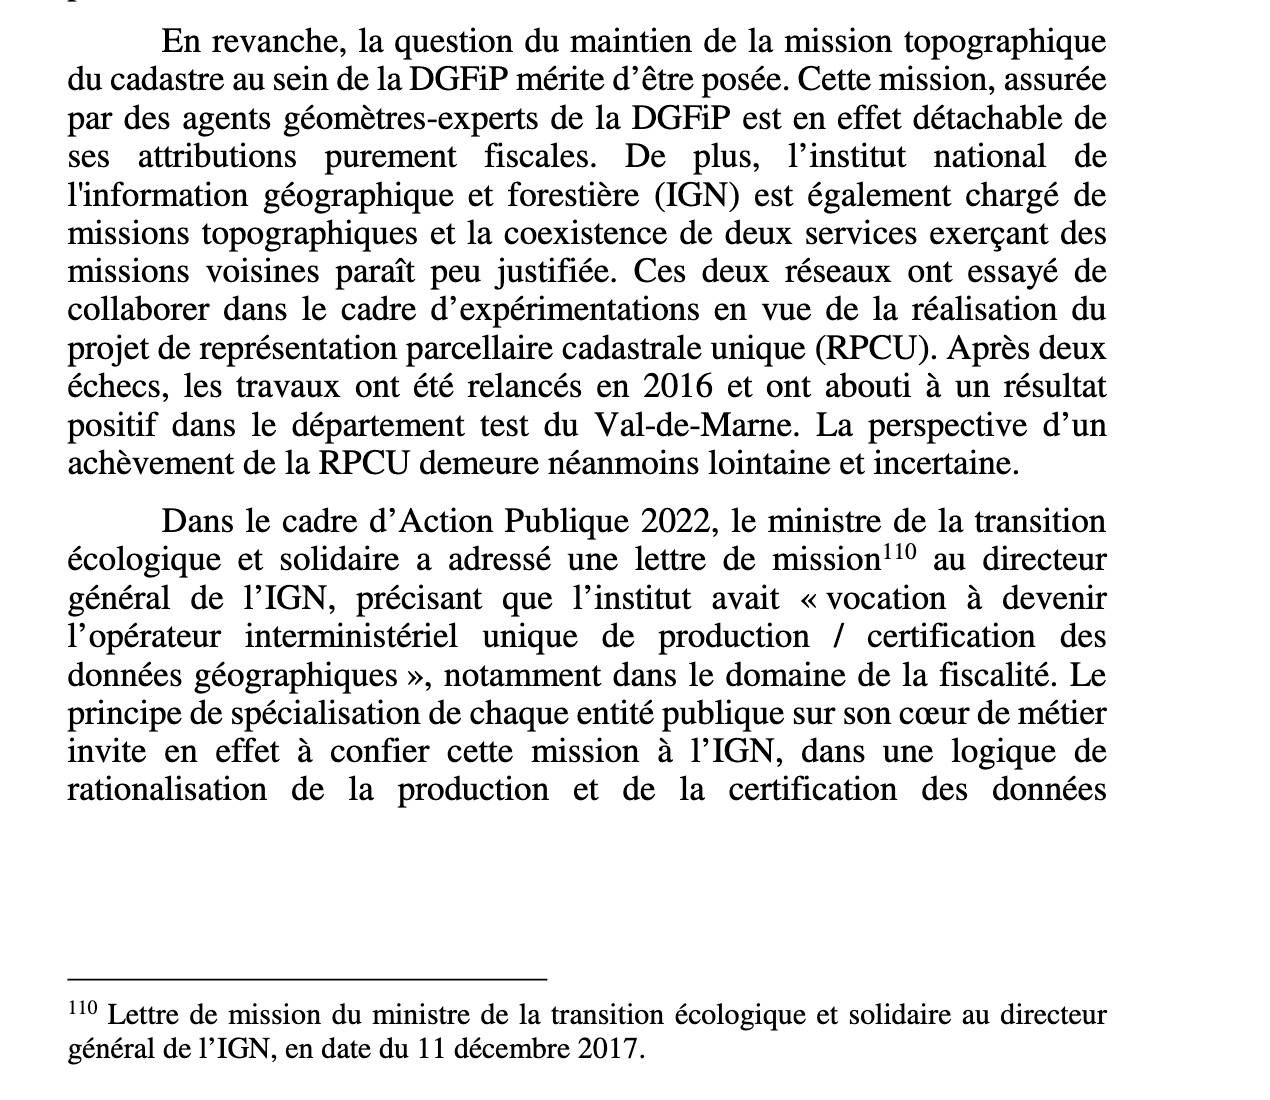 En revanche, la question du maintien de la mission topographique
du cadastre au sein de la DGFiP mérite d’être posée. Cette mission, assurée
par des agents géomètres-experts de la DGFiP est en effet détachable de
ses attributions purement fiscales. De plus, l’institut national de
l'information géographique et forestière (IGN) est également chargé de
missions topographiques et la coexistence de deux services exerçant des
missions voisines paraît peu justifiée. Ces deux réseaux ont essayé de
collaborer dans le cadre d’expérimentations en vue de la réalisation du
projet de représentation parcellaire cadastrale unique (RPCU). Après deux
échecs, les travaux ont été relancés en 2016 et ont abouti à un résultat
positif dans le département test du Val-de-Marne. La perspective d’un
achèvement de la RPCU demeure néanmoins lointaine et incertaine.
Dans le cadre d’Action Publique 2022, le ministre de la transition
écologique et solidaire a adressé une lettre de mission¹¹⁰ au directeur
général de l’IGN, précisant que l’institut avait « vocation à devenir
l’opérateur interministériel unique de production / certification des
données géographiques », notamment dans le domaine de la fiscalité. Le
principe de spécialisation de chaque entité publique sur son cœur de métier
invite en effet à confier cette mission à l’IGN, dans une logique de
rationalisation de la production et de la certification des données
¹¹⁰ Lettre de mission du ministre de la transition écologique et solidaire au directeur
général de l’IGN, en date du 11 décembre 2017.